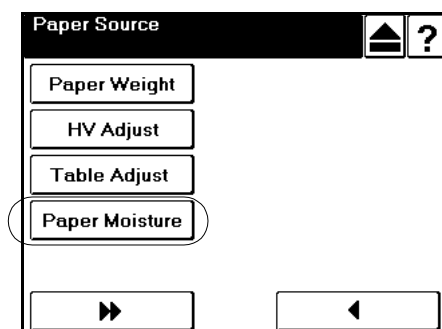 Paper Source
?
Paper Weight
HV Adjust
Table Adjust
Paper Moisture